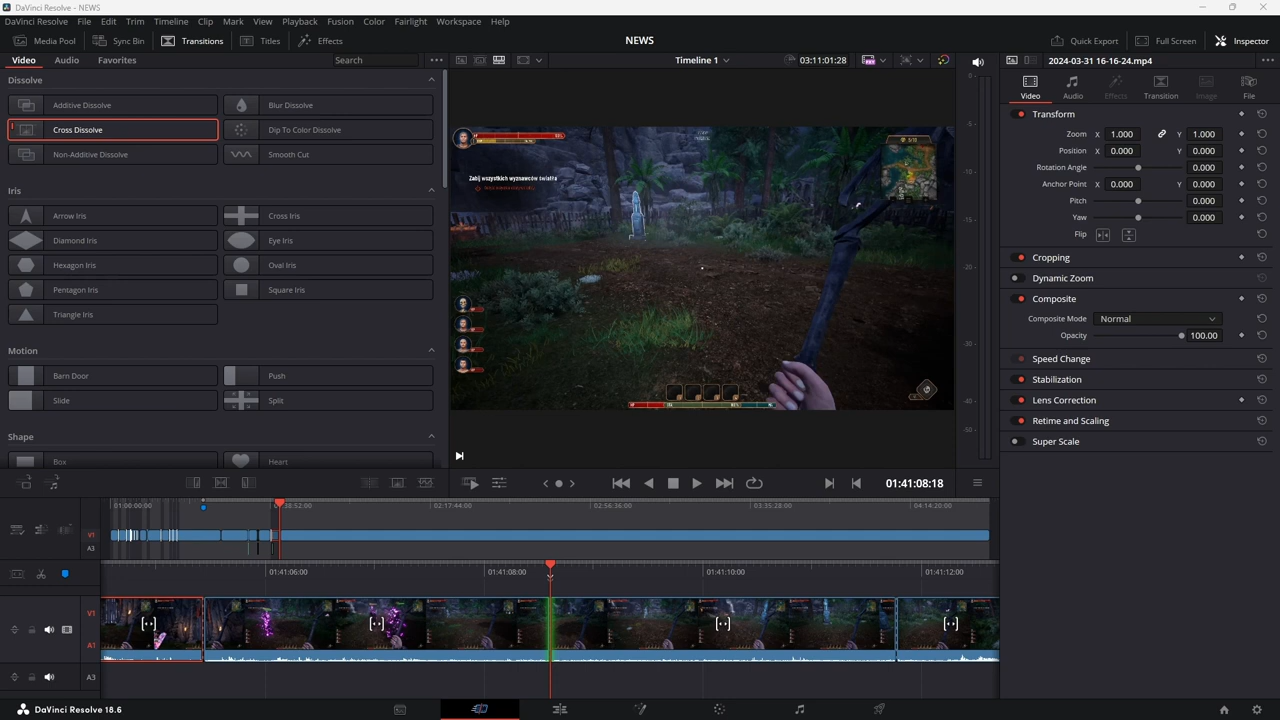 DaVinci Resolve - NEWS
DaVinci Resolve File Edit Trim Timeline Clip Mark View Playback Fusion Color Fairlight Workspace Help
Media Pool Sync Bin Transitions Titles Effects NEWS Quick Export Full Screen Inspector
Video Audio Favorites Search Timeline 1 03:11:01:28 2024-03-31 16-16-24.mp4
Dissolve
Additive Dissolve Blur Dissolve
Cross Dissolve Dip To Color Dissolve
Non-Additive Dissolve Smooth Cut
Iris
Arrow Iris Cross Iris
Diamond Iris Eye Iris
Hexagon Iris Oval Iris
Pentagon Iris Square Iris
Triangle Iris
Motion
Barn Door Push
Slide Split
Shape
Box Heart
Zabij wszystkich wyznawców światła
0
-5
-10
-15
-20
-30
-40
-50
Video Audio Effects Transition Image File
Transform
Zoom X 1.000 Y 1.000
Position X 0.000 Y 0.000
Rotation Angle 0.000
Anchor Point X 0.000 Y 0.000
Pitch 0.000
Yaw 0.000
Flip
Cropping
Dynamic Zoom
Composite
Composite Mode Normal
Opacity 100.00
Speed Change
Stabilization
Lens Correction
Retime and Scaling
Super Scale
01:41:08:18
01:00:00:00 38:52:00 02:17:44:00 02:56:36:00 03:35:28:00 04:14:20:00
V1
A3
01:41:06:00 01:41:08:00 01:41:10:00 01:41:12:00
V1
A1
A3
DaVinci Resolve 18.6